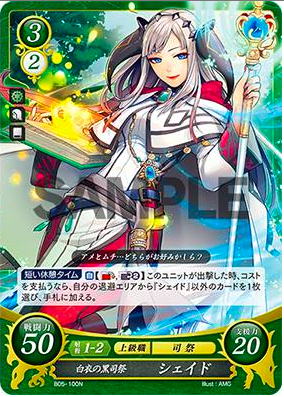 3
2
SAMPLE
アメとムチ…どちらがお好みかしら?
短い休憩タイム 自 このユニットが出撃した時、コスト
を支払うなら、自分の退避エリアから『シェイド』以外のカードを1枚
選び、手札に加える。
戦闘力 50
射程 1-2 上級職 司祭
支援力 20
白衣の黒司祭 シェイド
B05-100N
Illust : AMG